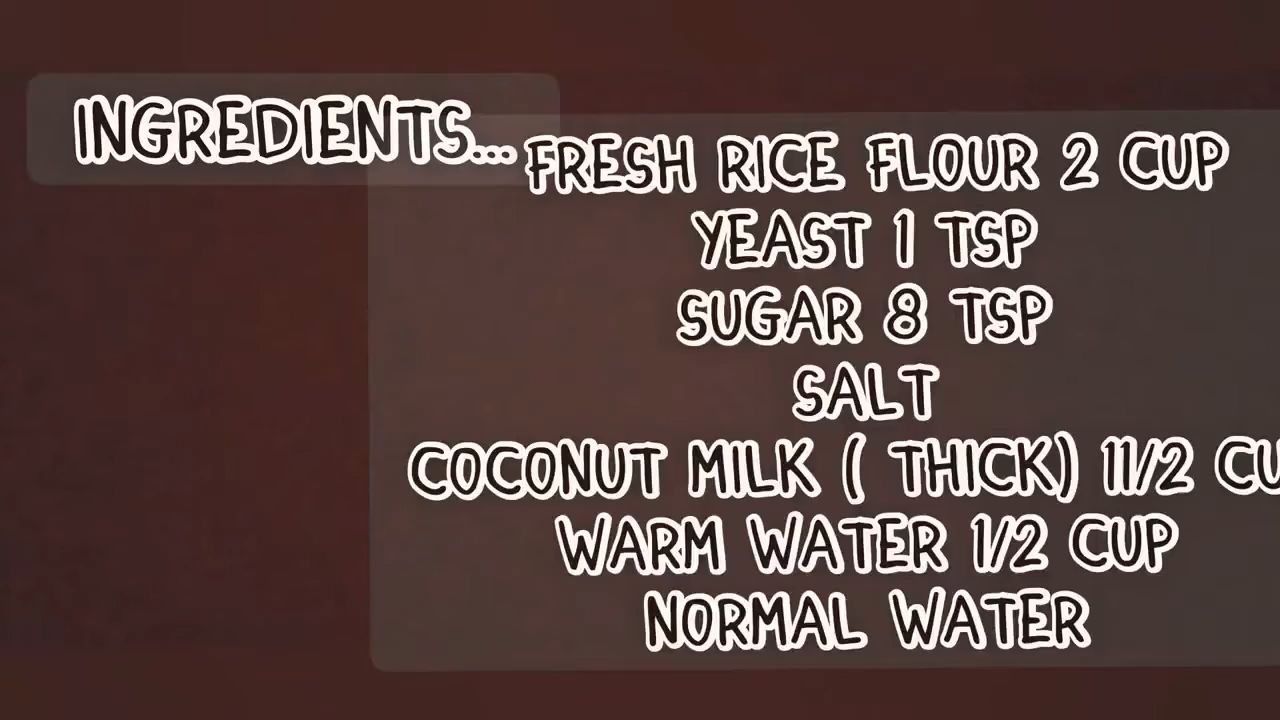 INGREDIENTS...
FRESH RICE FLOUR 2 CUP
YEAST 1 TSP
SUGAR 8 TSP
SALT
COCONUT MILK ( THICK) 11/2 CU
WARM WATER 1/2 CUP
NORMAL WATER